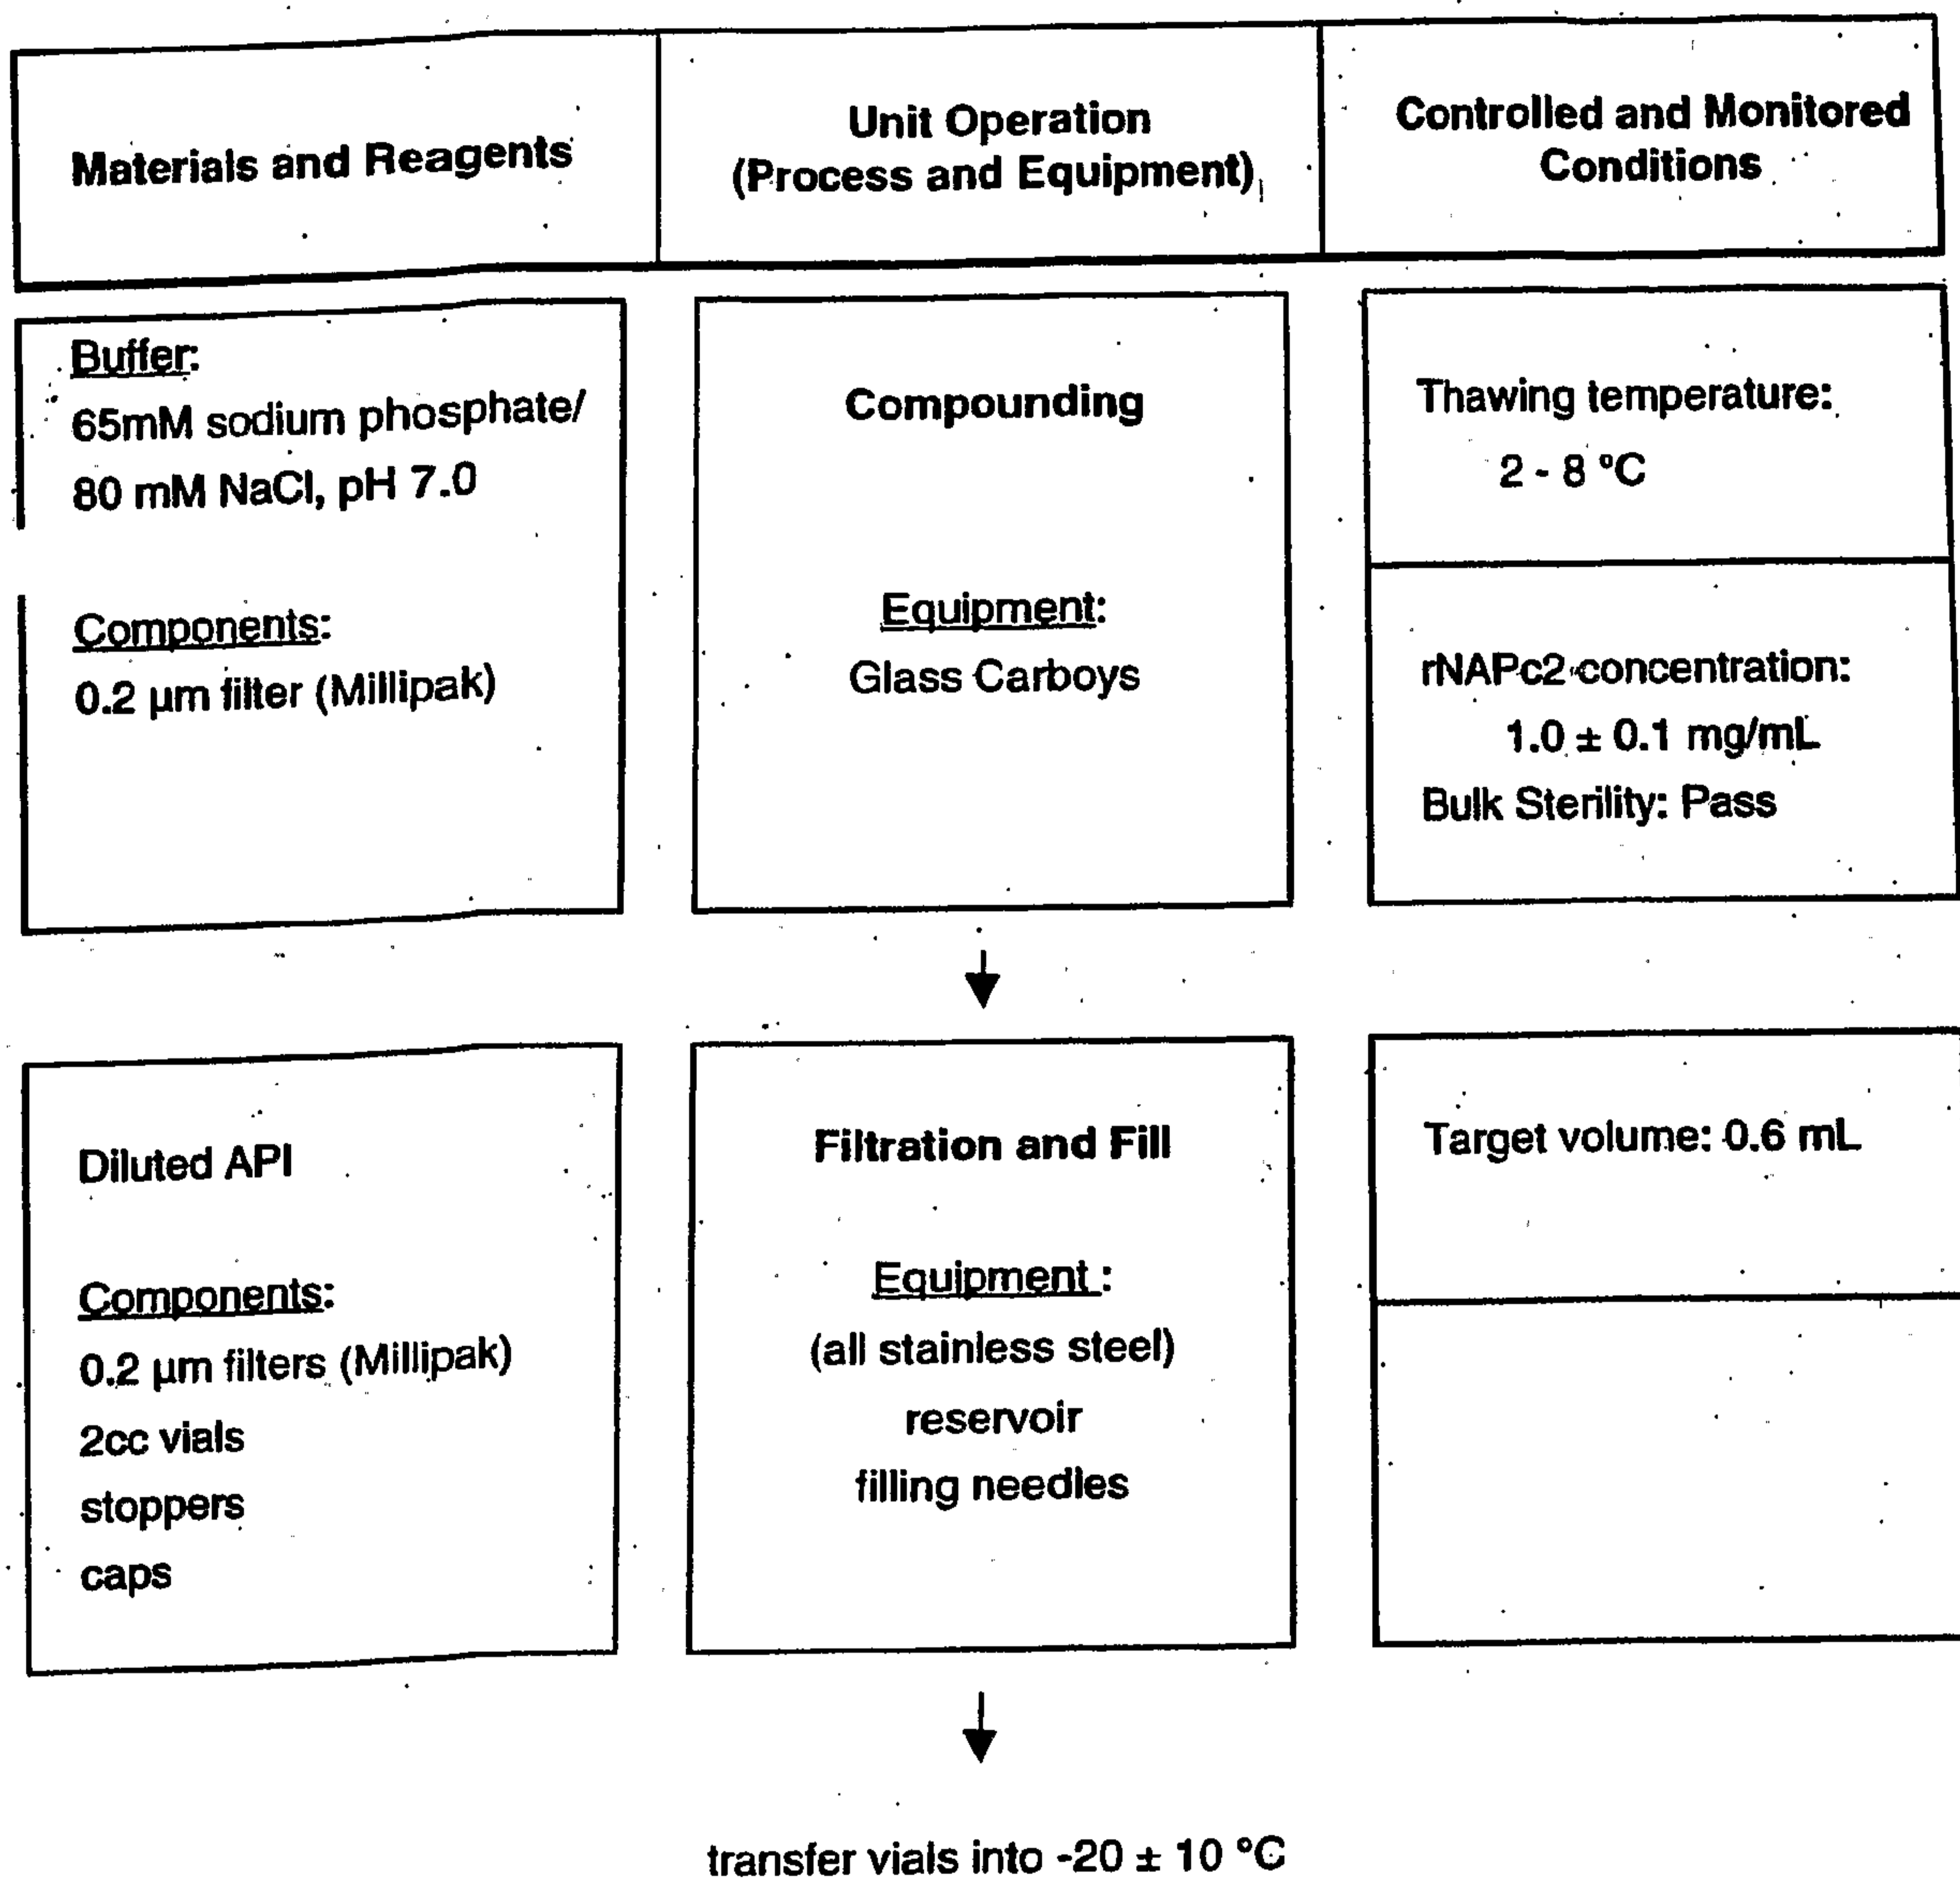 Materials and Reagents
Unit Operation
(Process and Equipment)
Controlled and Monitored
Conditions
Buffer:
65mM sodium phosphate/
80 mM NaCl, pH 7.0
Components:
0.2 µm filter (Millipak)
Compounding
Equipment:
Glass Carboys
Thawing temperature:
2 - 8 ºC
rNAPc2 concentration:
1.0 ± 0.1 mg/mL
Bulk Sterility: Pass
Diluted API
Components:
0.2 µm filters (Millipak)
2cc vials
stoppers
caps
Filtration and Fill
Equipment :
(all stainless steel)
reservoir
filling needles
Target volume: 0.6 mL
transfer vials into -20 ± 10 ºC